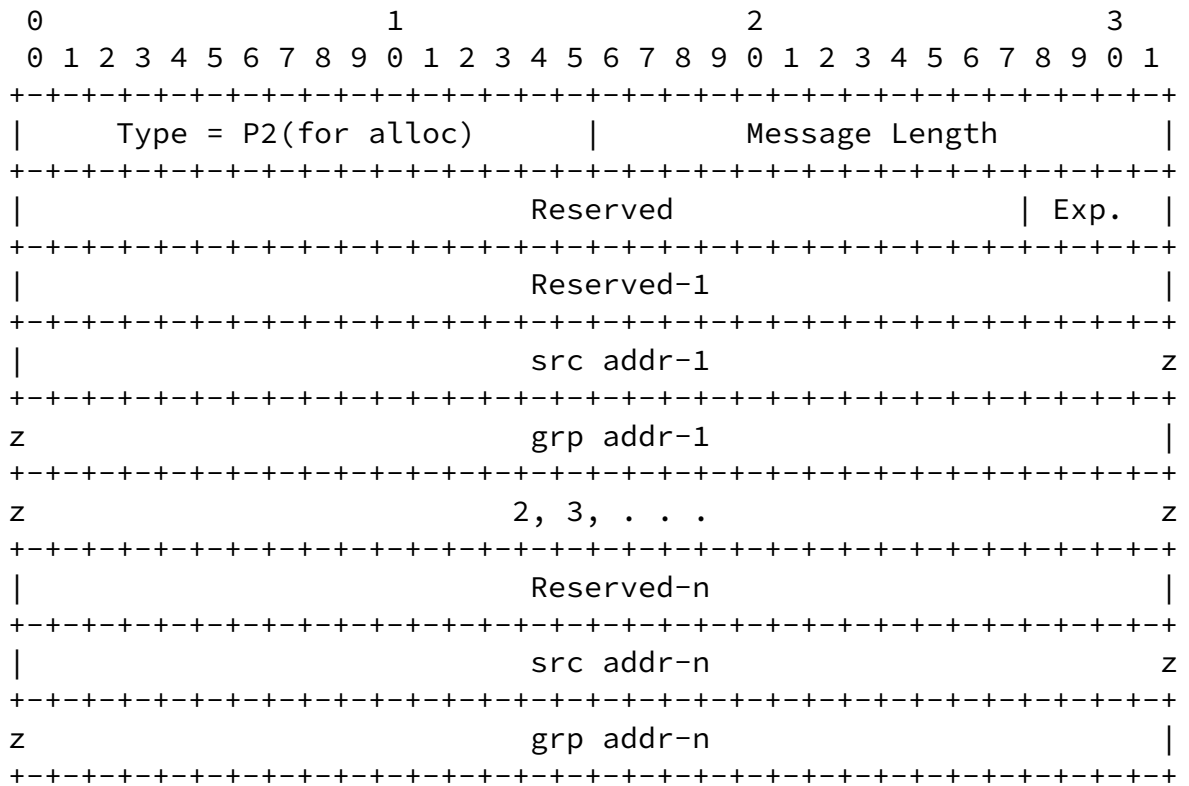 0                   1                   2                   3
 0 1 2 3 4 5 6 7 8 9 0 1 2 3 4 5 6 7 8 9 0 1 2 3 4 5 6 7 8 9 0 1
+-+-+-+-+-+-+-+-+-+-+-+-+-+-+-+-+-+-+-+-+-+-+-+-+-+-+-+-+-+-+-+-+
|     Type = P2(for alloc)      |        Message Length         |
+-+-+-+-+-+-+-+-+-+-+-+-+-+-+-+-+-+-+-+-+-+-+-+-+-+-+-+-+-+-+-+-+
|                            Reserved                   | Exp.  |
+-+-+-+-+-+-+-+-+-+-+-+-+-+-+-+-+-+-+-+-+-+-+-+-+-+-+-+-+-+-+-+-+
|                            Reserved-1                         |
+-+-+-+-+-+-+-+-+-+-+-+-+-+-+-+-+-+-+-+-+-+-+-+-+-+-+-+-+-+-+-+-+
|                            src addr-1                         z
+-+-+-+-+-+-+-+-+-+-+-+-+-+-+-+-+-+-+-+-+-+-+-+-+-+-+-+-+-+-+-+-+
z                            grp addr-1                         |
+-+-+-+-+-+-+-+-+-+-+-+-+-+-+-+-+-+-+-+-+-+-+-+-+-+-+-+-+-+-+-+-+
z                           2, 3, . . .                         z
+-+-+-+-+-+-+-+-+-+-+-+-+-+-+-+-+-+-+-+-+-+-+-+-+-+-+-+-+-+-+-+-+
|                            Reserved-n                         |
+-+-+-+-+-+-+-+-+-+-+-+-+-+-+-+-+-+-+-+-+-+-+-+-+-+-+-+-+-+-+-+-+
|                            src addr-n                         z
+-+-+-+-+-+-+-+-+-+-+-+-+-+-+-+-+-+-+-+-+-+-+-+-+-+-+-+-+-+-+-+-+
z                            grp addr-n                         |
+-+-+-+-+-+-+-+-+-+-+-+-+-+-+-+-+-+-+-+-+-+-+-+-+-+-+-+-+-+-+-+-+